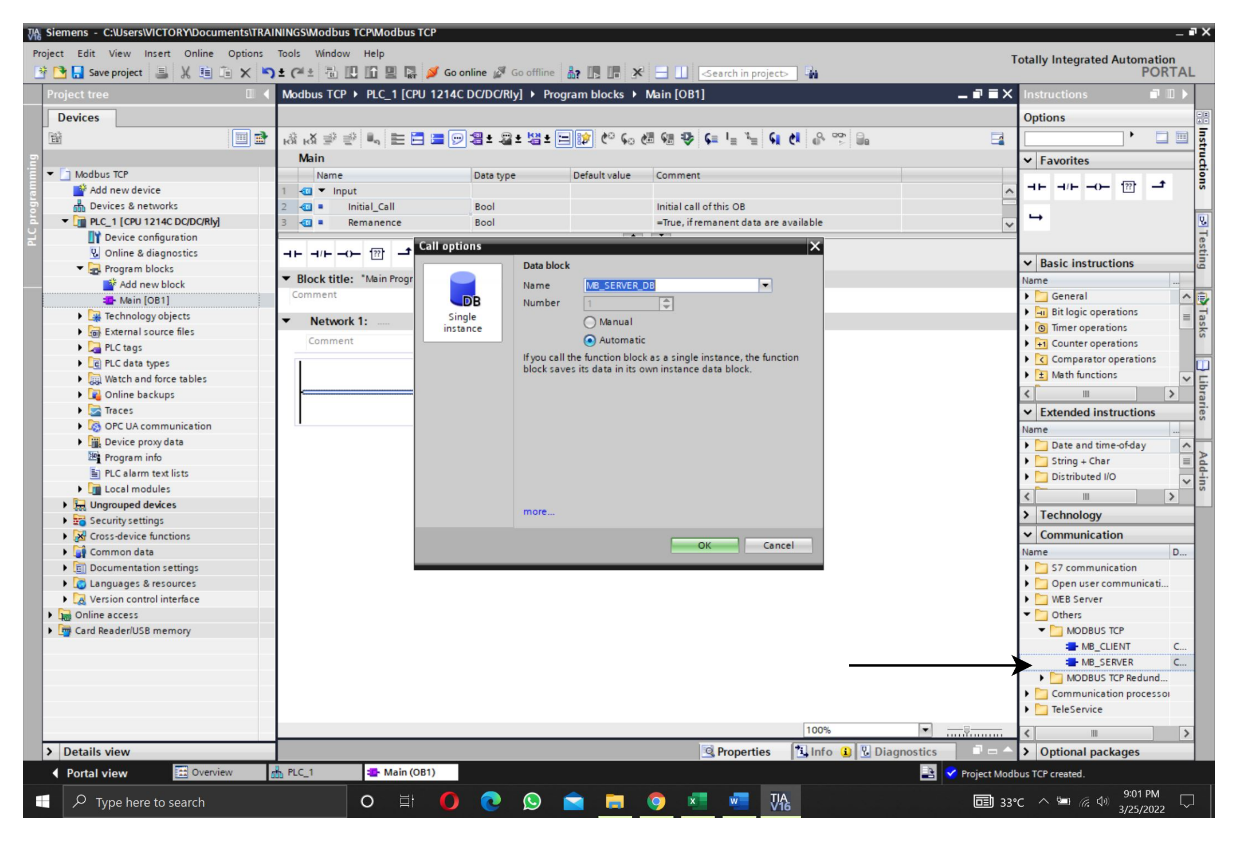 Siemens - C:\Users\VICTORY\Documents\TRAININGS\Modbus TCP\Modbus TCP
Project Edit View Insert Online Options Tools Window Help
Totally Integrated Automation
PORTAL
Save project Go online Go offline <Search in project>
Project tree
Modbus TCP PLC_1 [CPU 1214C DC/DC/Rly] Program blocks Main [OB1]
Instructions
Devices
Options
PLC programming
Modbus TCP
Add new device
Devices & networks
PLC_1 [CPU 1214C DC/DC/Rly]
Device configuration
Online & diagnostics
Program blocks
Add new block
Main [OB1]
Technology objects
External source files
PLC tags
PLC data types
Watch and force tables
Online backups
Traces
OPC UA communication
Device proxy data
Program info
PLC alarm text lists
Local modules
Ungrouped devices
Security settings
Cross-device functions
Common data
Documentation settings
Languages & resources
Version control interface
Online access
Card Reader/USB memory
Details view
Main
Name Data type Default value Comment
1 Input
2 Initial_Call Bool Initial call of this OB
3 Remanence Bool =True, if remanent data are available
Block title: "Main Progr
Comment
Network 1: .....
Comment
Call options
DB
Single
instance
Data block
Name MB_SERVER_DB
Number 1
Manual
Automatic
If you call the function block as a single instance, the function
block saves its data in its own instance data block.
more...
OK Cancel
100%
Properties Info Diagnostics
Favorites
Basic instructions
Name ...
General
Bit logic operations
Timer operations
Counter operations
Comparator operations
Math functions
Extended instructions
Name ...
Date and time-of-day
String + Char
Distributed I/O
Technology
Communication
Name D...
S7 communication
Open user communicati...
WEB Server
Others
MODBUS TCP
MB_CLIENT C...
MB_SERVER C...
MODBUS TCP Redund...
Communication processor
TeleService
Optional packages
Instructions
Testing
Tasks
Libraries
Add-ins
Portal view Overview PLC_1 Main (OB1) Project Modbus TCP created.
Type here to search
TIA
V16
33°C
9:01 PM
3/25/2022